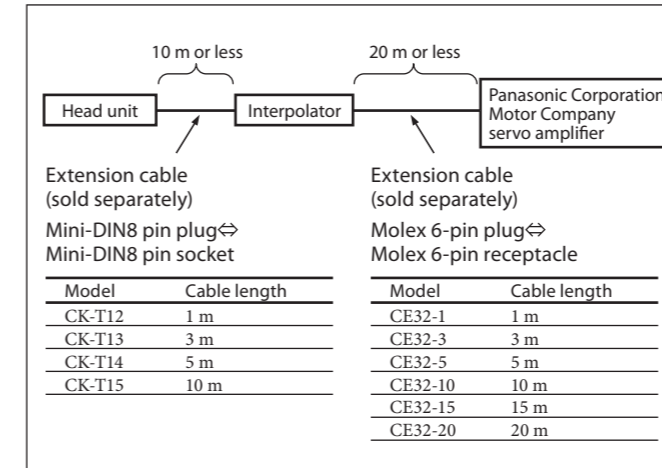 10 m or less
20 m or less
Head unit
Interpolator
Panasonic Corporation
Motor Company
servo amplifier
Extension cable
(sold separately)
Mini-DIN8 pin plug⇔
Mini-DIN8 pin socket
Model Cable length
CK-T12 1 m
CK-T13 3 m
CK-T14 5 m
CK-T15 10 m
Extension cable
(sold separately)
Molex 6-pin plug⇔
Molex 6-pin receptacle
Model Cable length
CE32-1 1 m
CE32-3 3 m
CE32-5 5 m
CE32-10 10 m
CE32-15 15 m
CE32-20 20 m